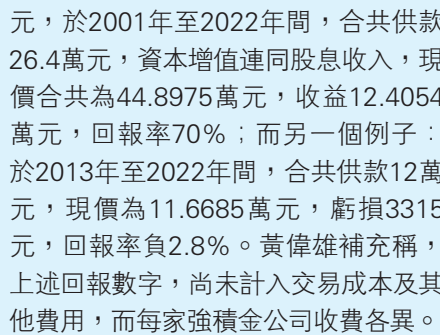 元，於2001年至2022年間，合共供款
26.4萬元，資本增值連同股息收入，現
價合共為44.8975萬元，收益12.4054
萬元，回報率70%；而另一個例子：
於2013年至2022年間，合共供款12萬
元，現價為11.6685萬元，虧損3315
元，回報率負2.8%。黃偉雄補充稱，
上述回報數字，尚未計入交易成本及其
他費用，而每家強積金公司收費各異。